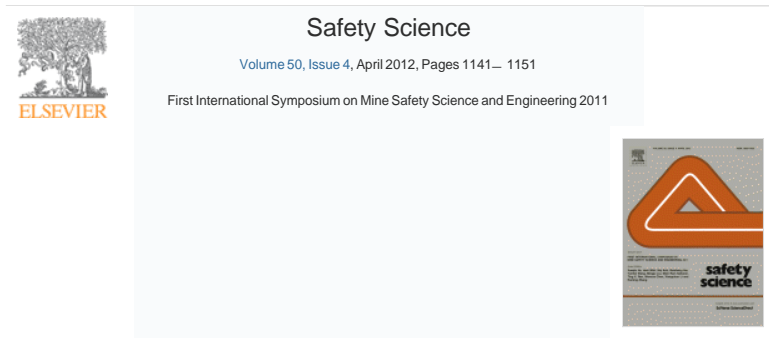 Safety Science
Volume 50, Issue 4, April 2012, Pages 1141— 1151
First International Symposium on Mine Safety Science and Engineering 2011
ELSEVIER
safety
science